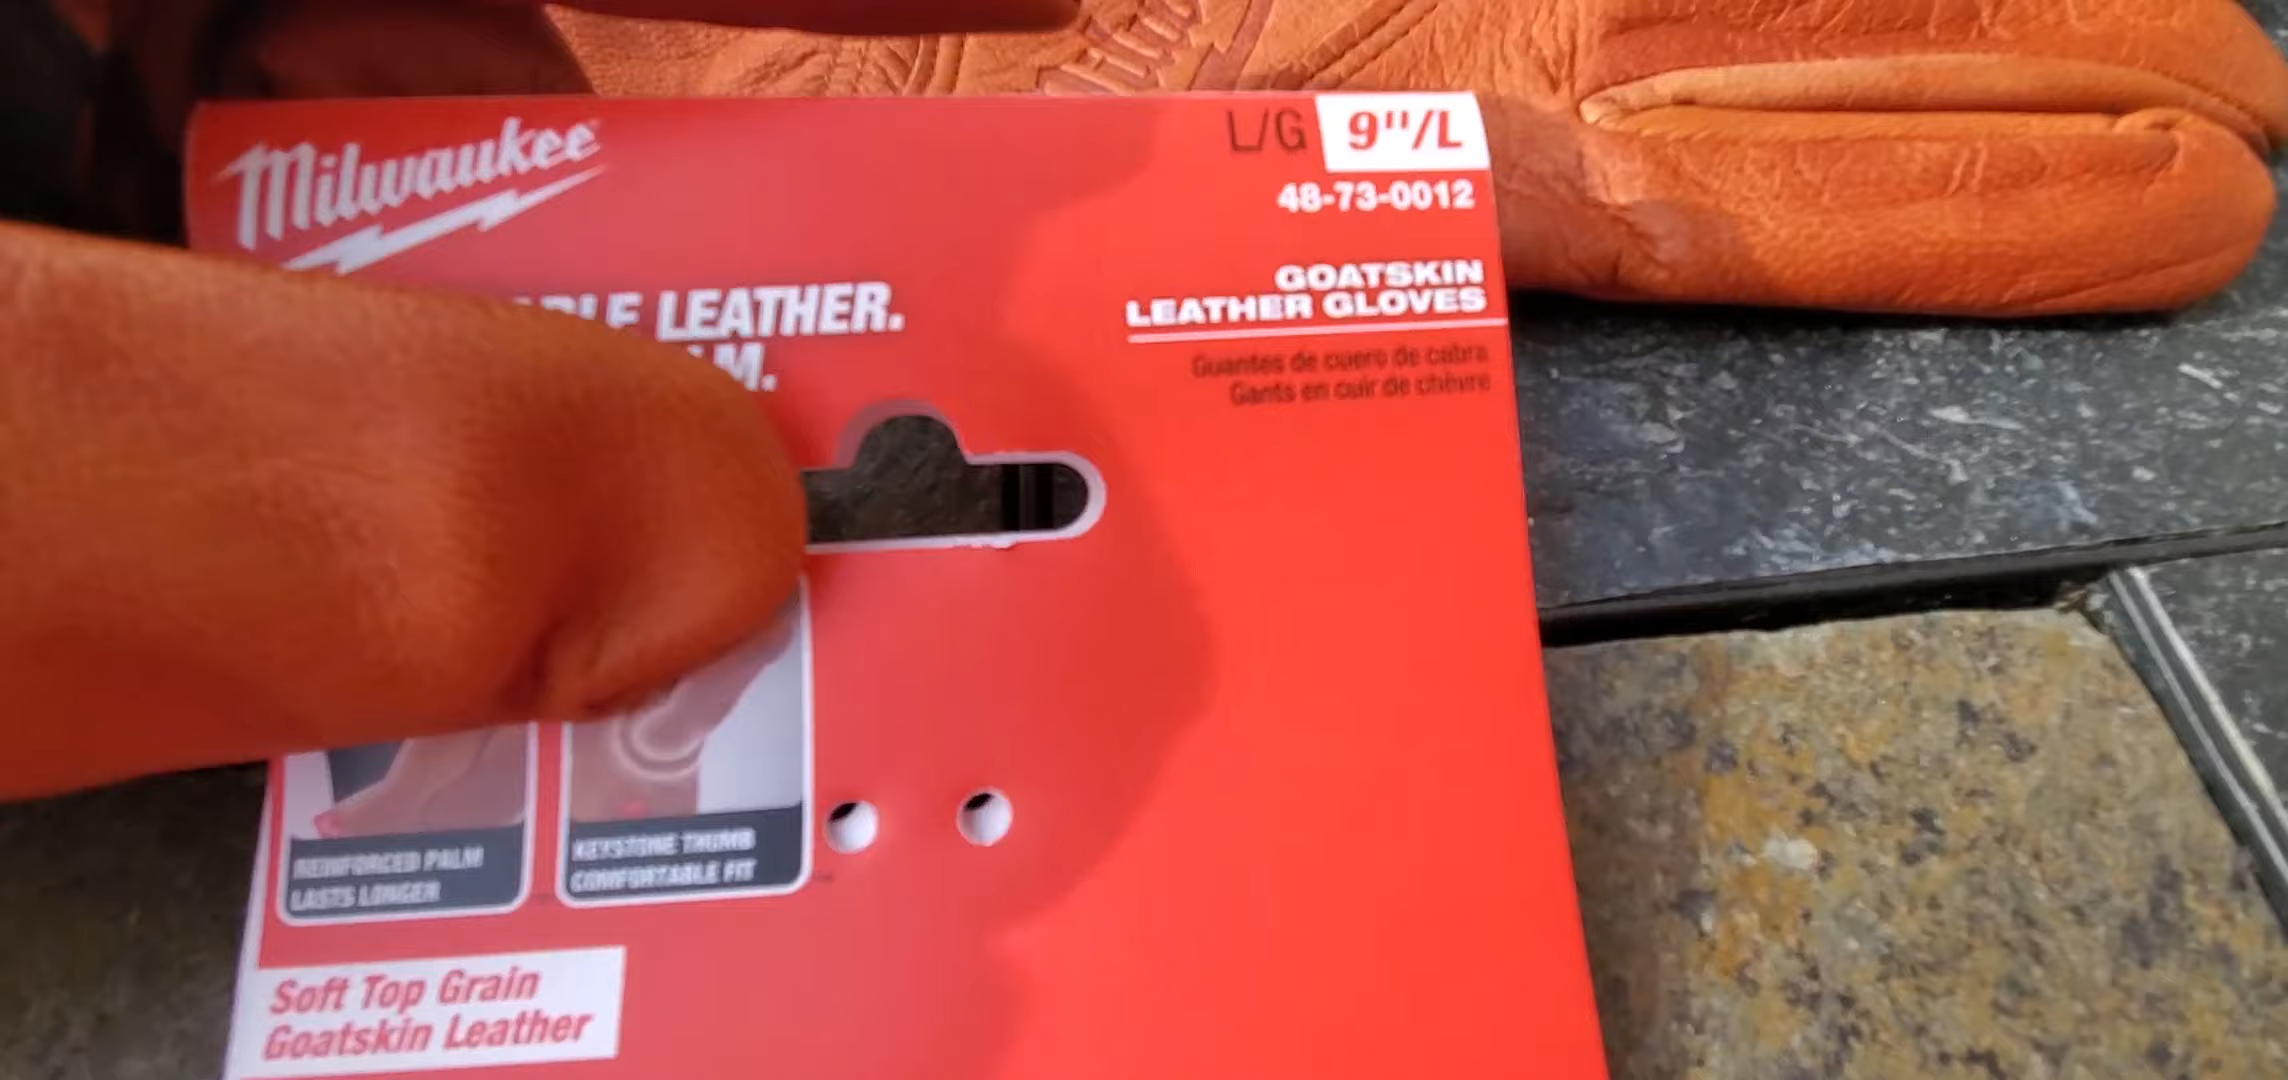 Milwaukee
L/G 9"/L
48-73-0012
GOATSKIN
LEATHER GLOVES
Guantes de cuero de cabra
Gants en cuir de chèvre
LEATHER.
REINFORCED PALM
LASTS LONGER
KEYSTONE THUMB
COMFORTABLE FIT
Soft Top Grain
Goatskin Leather